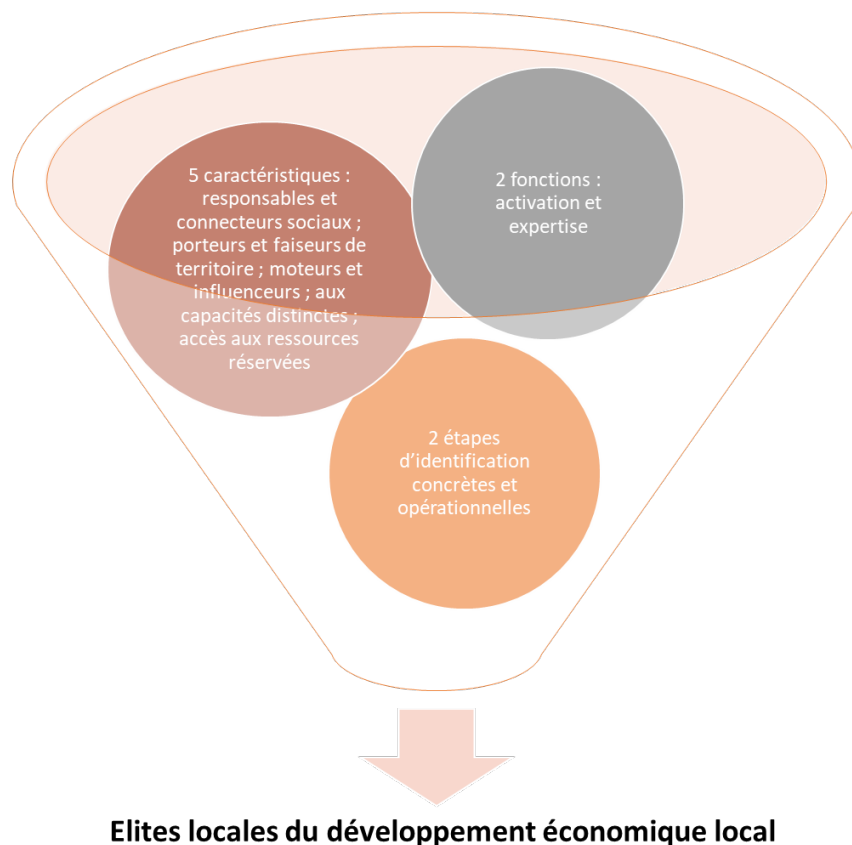 5 caractéristiques :
responsables et
connecteurs sociaux ;
porteurs et faiseurs de
territoire ; moteurs et
influenceurs ; aux
capacités distinctes ;
accès aux ressources
réservées
2 fonctions :
activation et
expertise
2 étapes
d’identification
concrètes et
opérationnelles
Elites locales du développement économique local